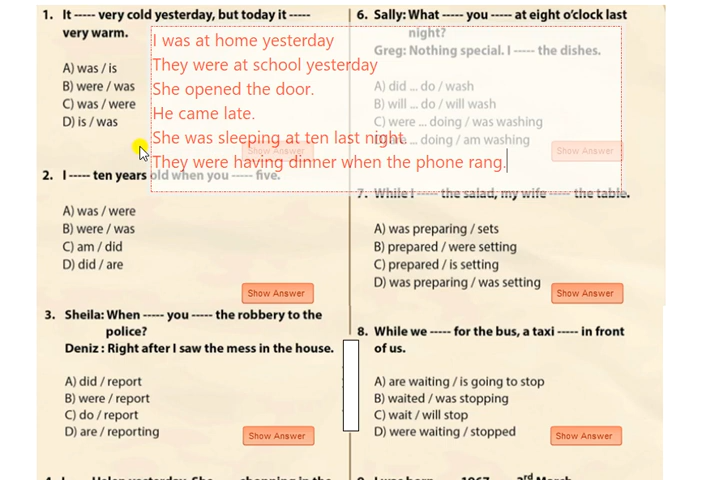 1. It ----- very cold yesterday, but today it -----
very warm.
A) was / is
B) were / was
C) was / were
D) is / was
Show Answer
2. I ----- ten years old when you ----- five.
A) was / were
B) were / was
C) am / did
D) did / are
Show Answer
3. Sheila: When ----- you ----- the robbery to the
police?
Deniz : Right after I saw the mess in the house.
A) did / report
B) were / report
C) do / report
D) are / reporting
Show Answer
I was at home yesterday
They were at school yesterday
She opened the door.
He came late.
She was sleeping at ten last night.
They were having dinner when the phone rang.
6. Sally: What ----- you ----- at eight o'clock last
night?
Greg: Nothing special. I ----- the dishes.
A) did ... do / wash
B) will ... do / will wash
C) were ... doing / was washing
... doing / am washing
Show Answer
7. While I ----- the salad, my wife ----- the table.
A) was preparing / sets
B) prepared / were setting
C) prepared / is setting
D) was preparing / was setting
Show Answer
8. While we ----- for the bus, a taxi ----- in front
of us.
A) are waiting / is going to stop
B) waited / was stopping
C) wait / will stop
D) were waiting / stopped
Show Answer